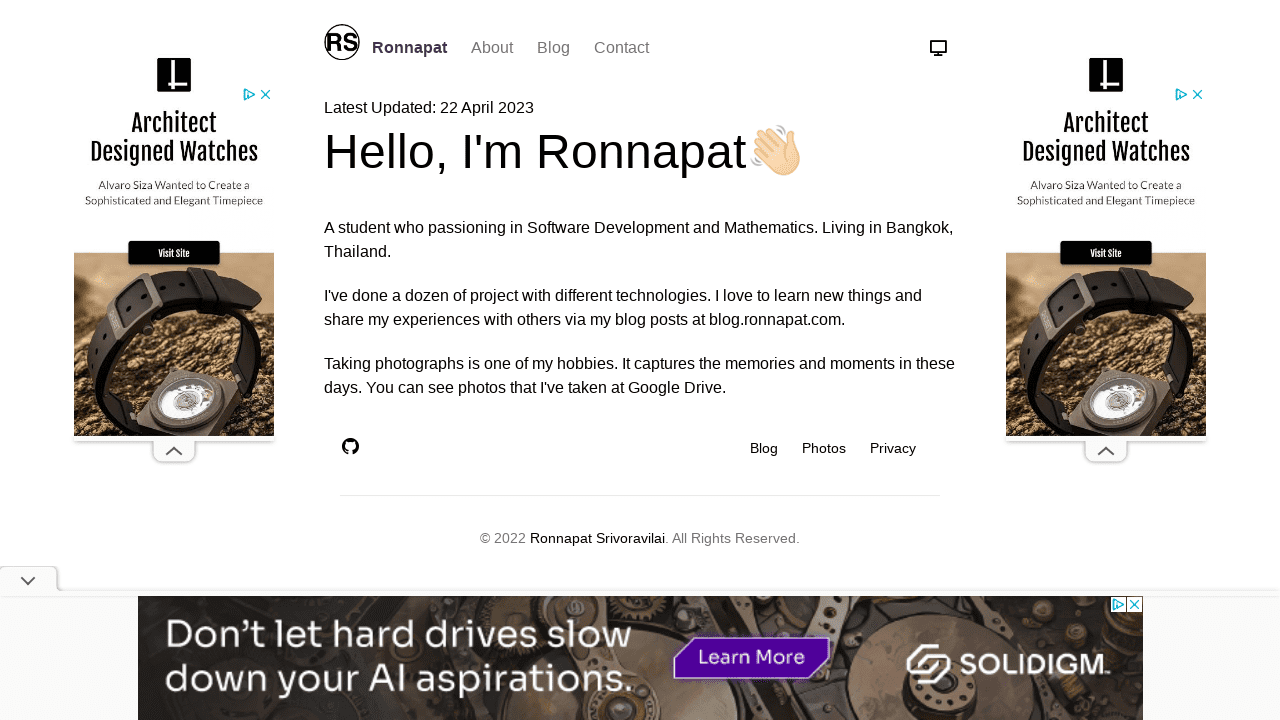 RS Ronnapat About Blog Contact
Latest Updated: 22 April 2023
Hello, I'm Ronnapat👋🏼
A student who passioning in Software Development and Mathematics. Living in Bangkok,
Thailand.
I've done a dozen of project with different technologies. I love to learn new things and
share my experiences with others via my blog posts at blog.ronnapat.com.
Taking photographs is one of my hobbies. It captures the memories and moments in these
days. You can see photos that I've taken at Google Drive.
Blog Photos Privacy
© 2022 Ronnapat Srivoravilai. All Rights Reserved.
Architect
Designed Watches
Alvaro Siza Wanted to Create a
Sophisticated and Elegant Timepiece
Visit Site
Architect
Designed Watches
Alvaro Siza Wanted to Create a
Sophisticated and Elegant Timepiece
Visit Site
Don't let hard drives slow
down your AI aspirations.
Learn More
SOLIDIGM